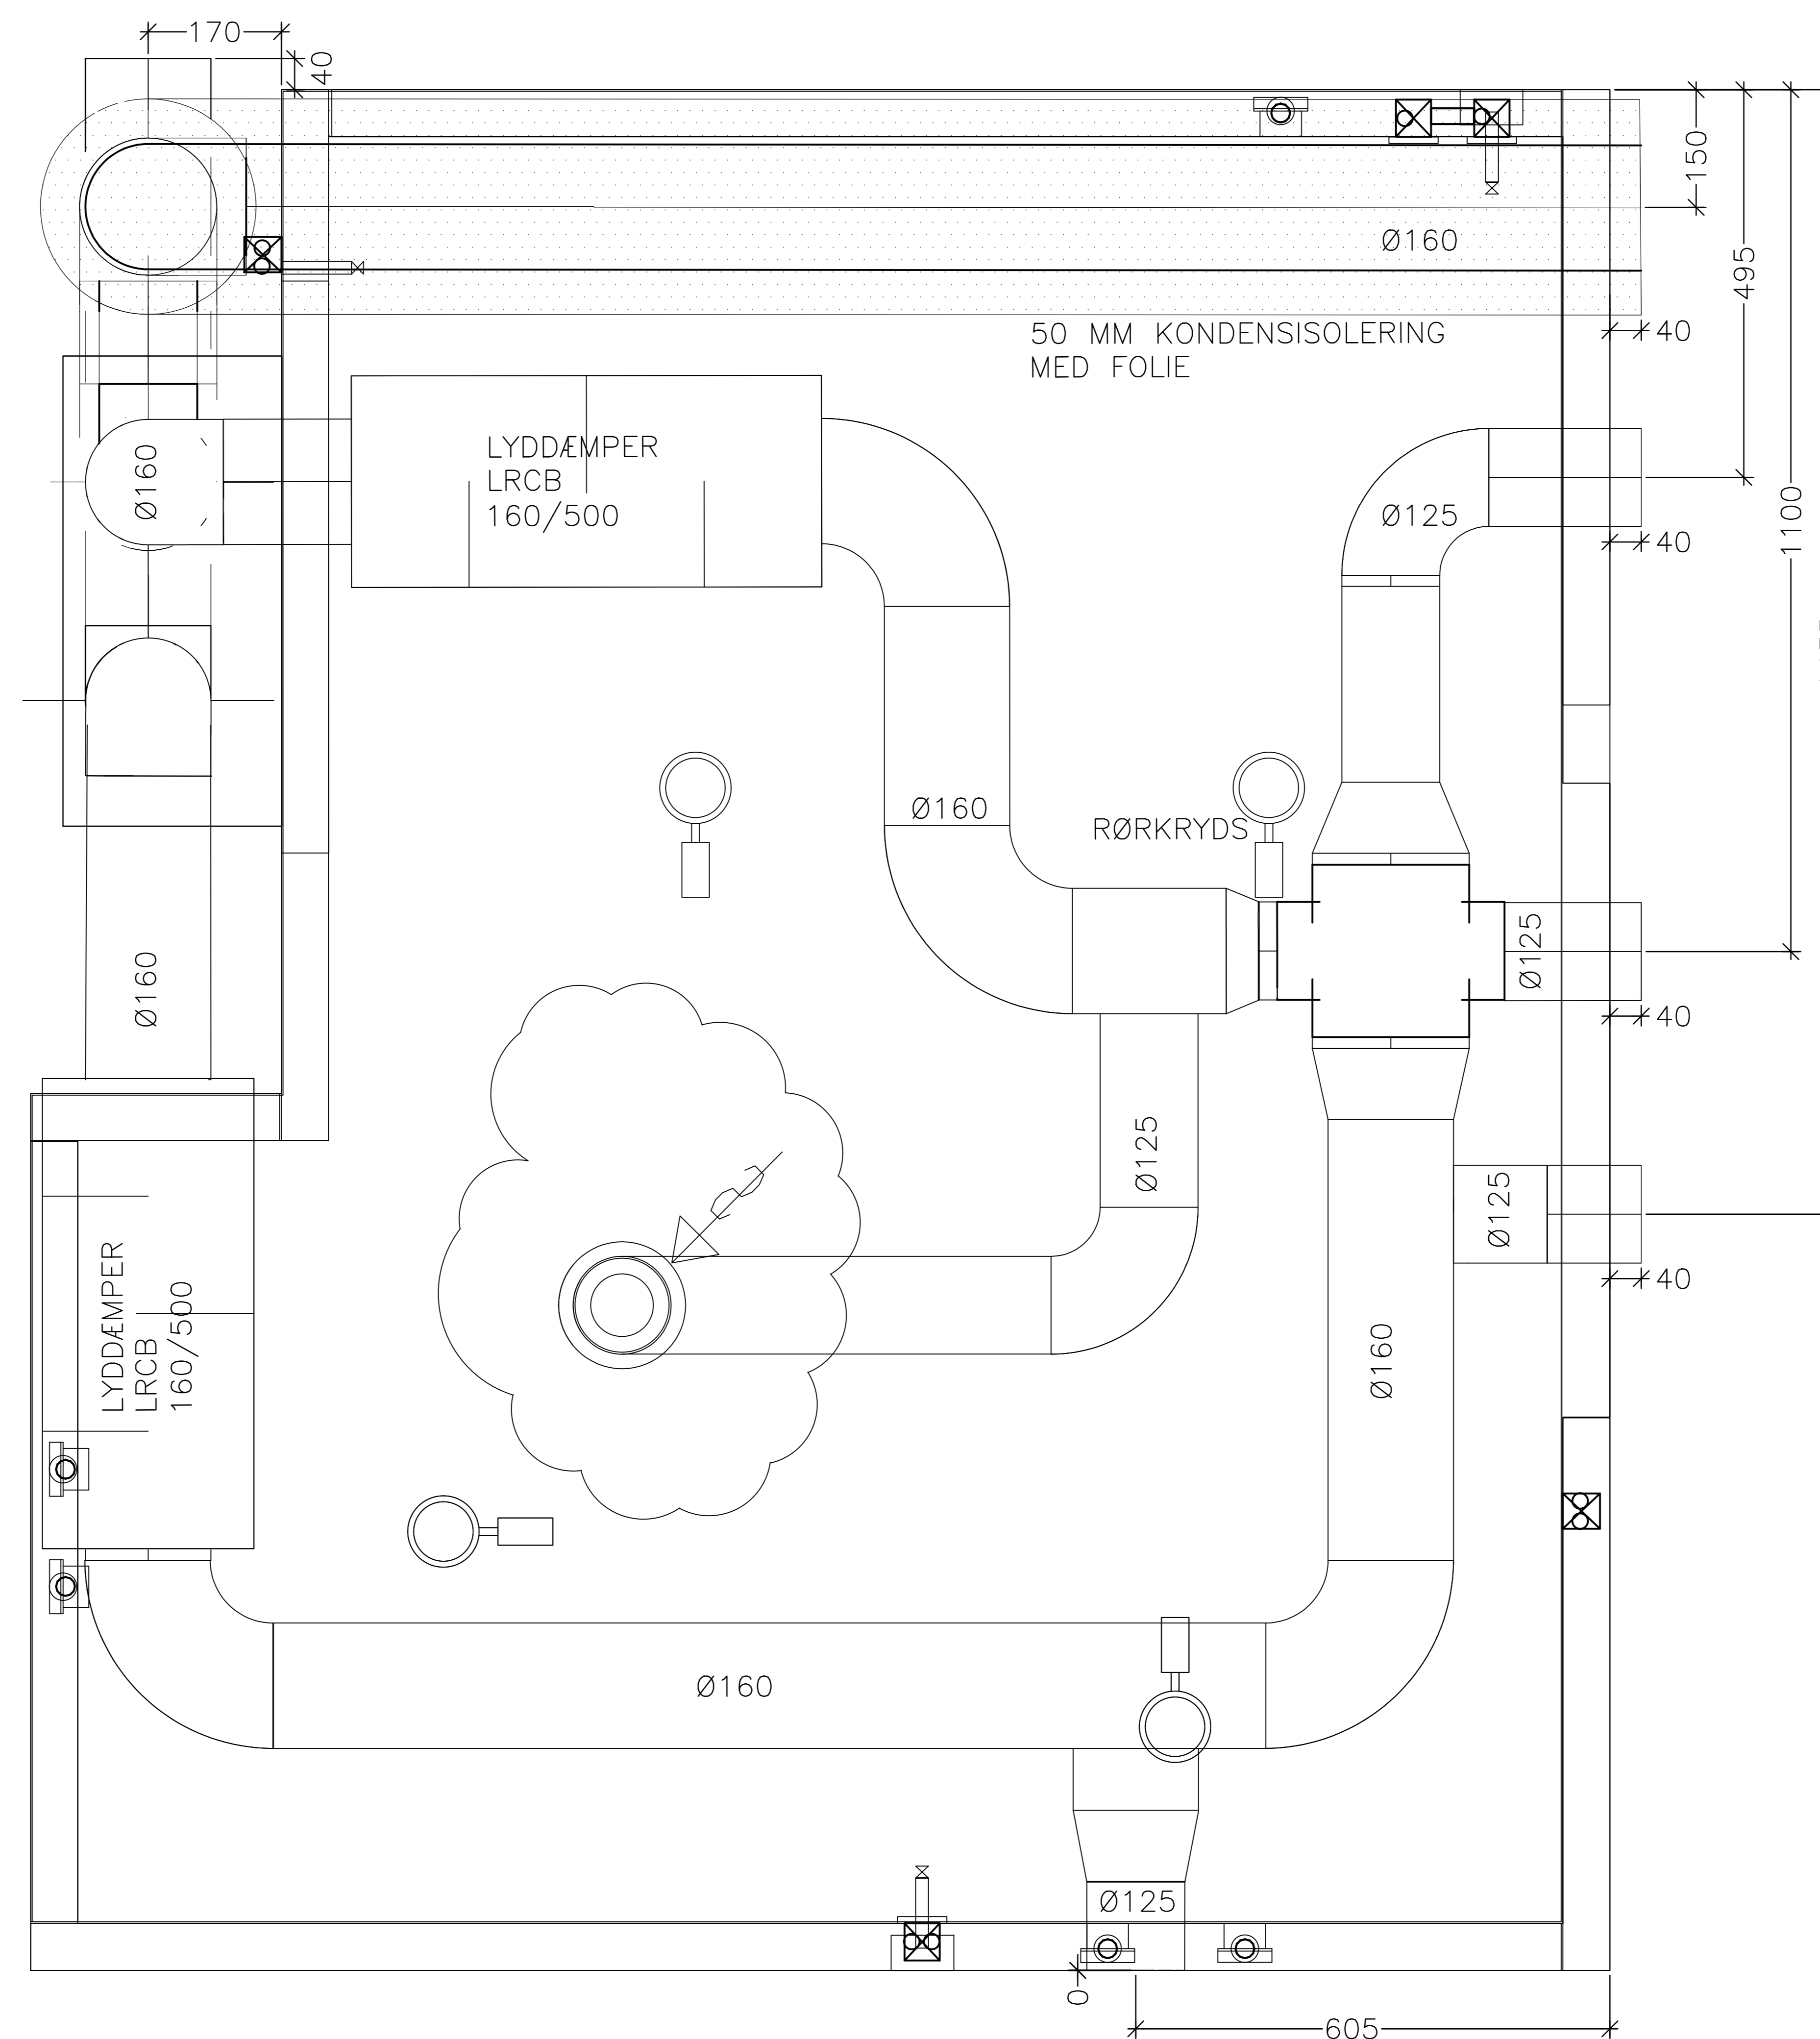 170
40
150
495
1100
Ø160
40
50 MM KONDENSISOLERING
MED FOLIE
LYDDÆMPER
LRCB
160/500
Ø160
Ø125
40
Ø160
RØRKRYDS
Ø125
Ø160
40
Ø125
Ø125
40
LYDDÆMPER
LRCB
160/500
Ø160
Ø160
Ø125
0
605